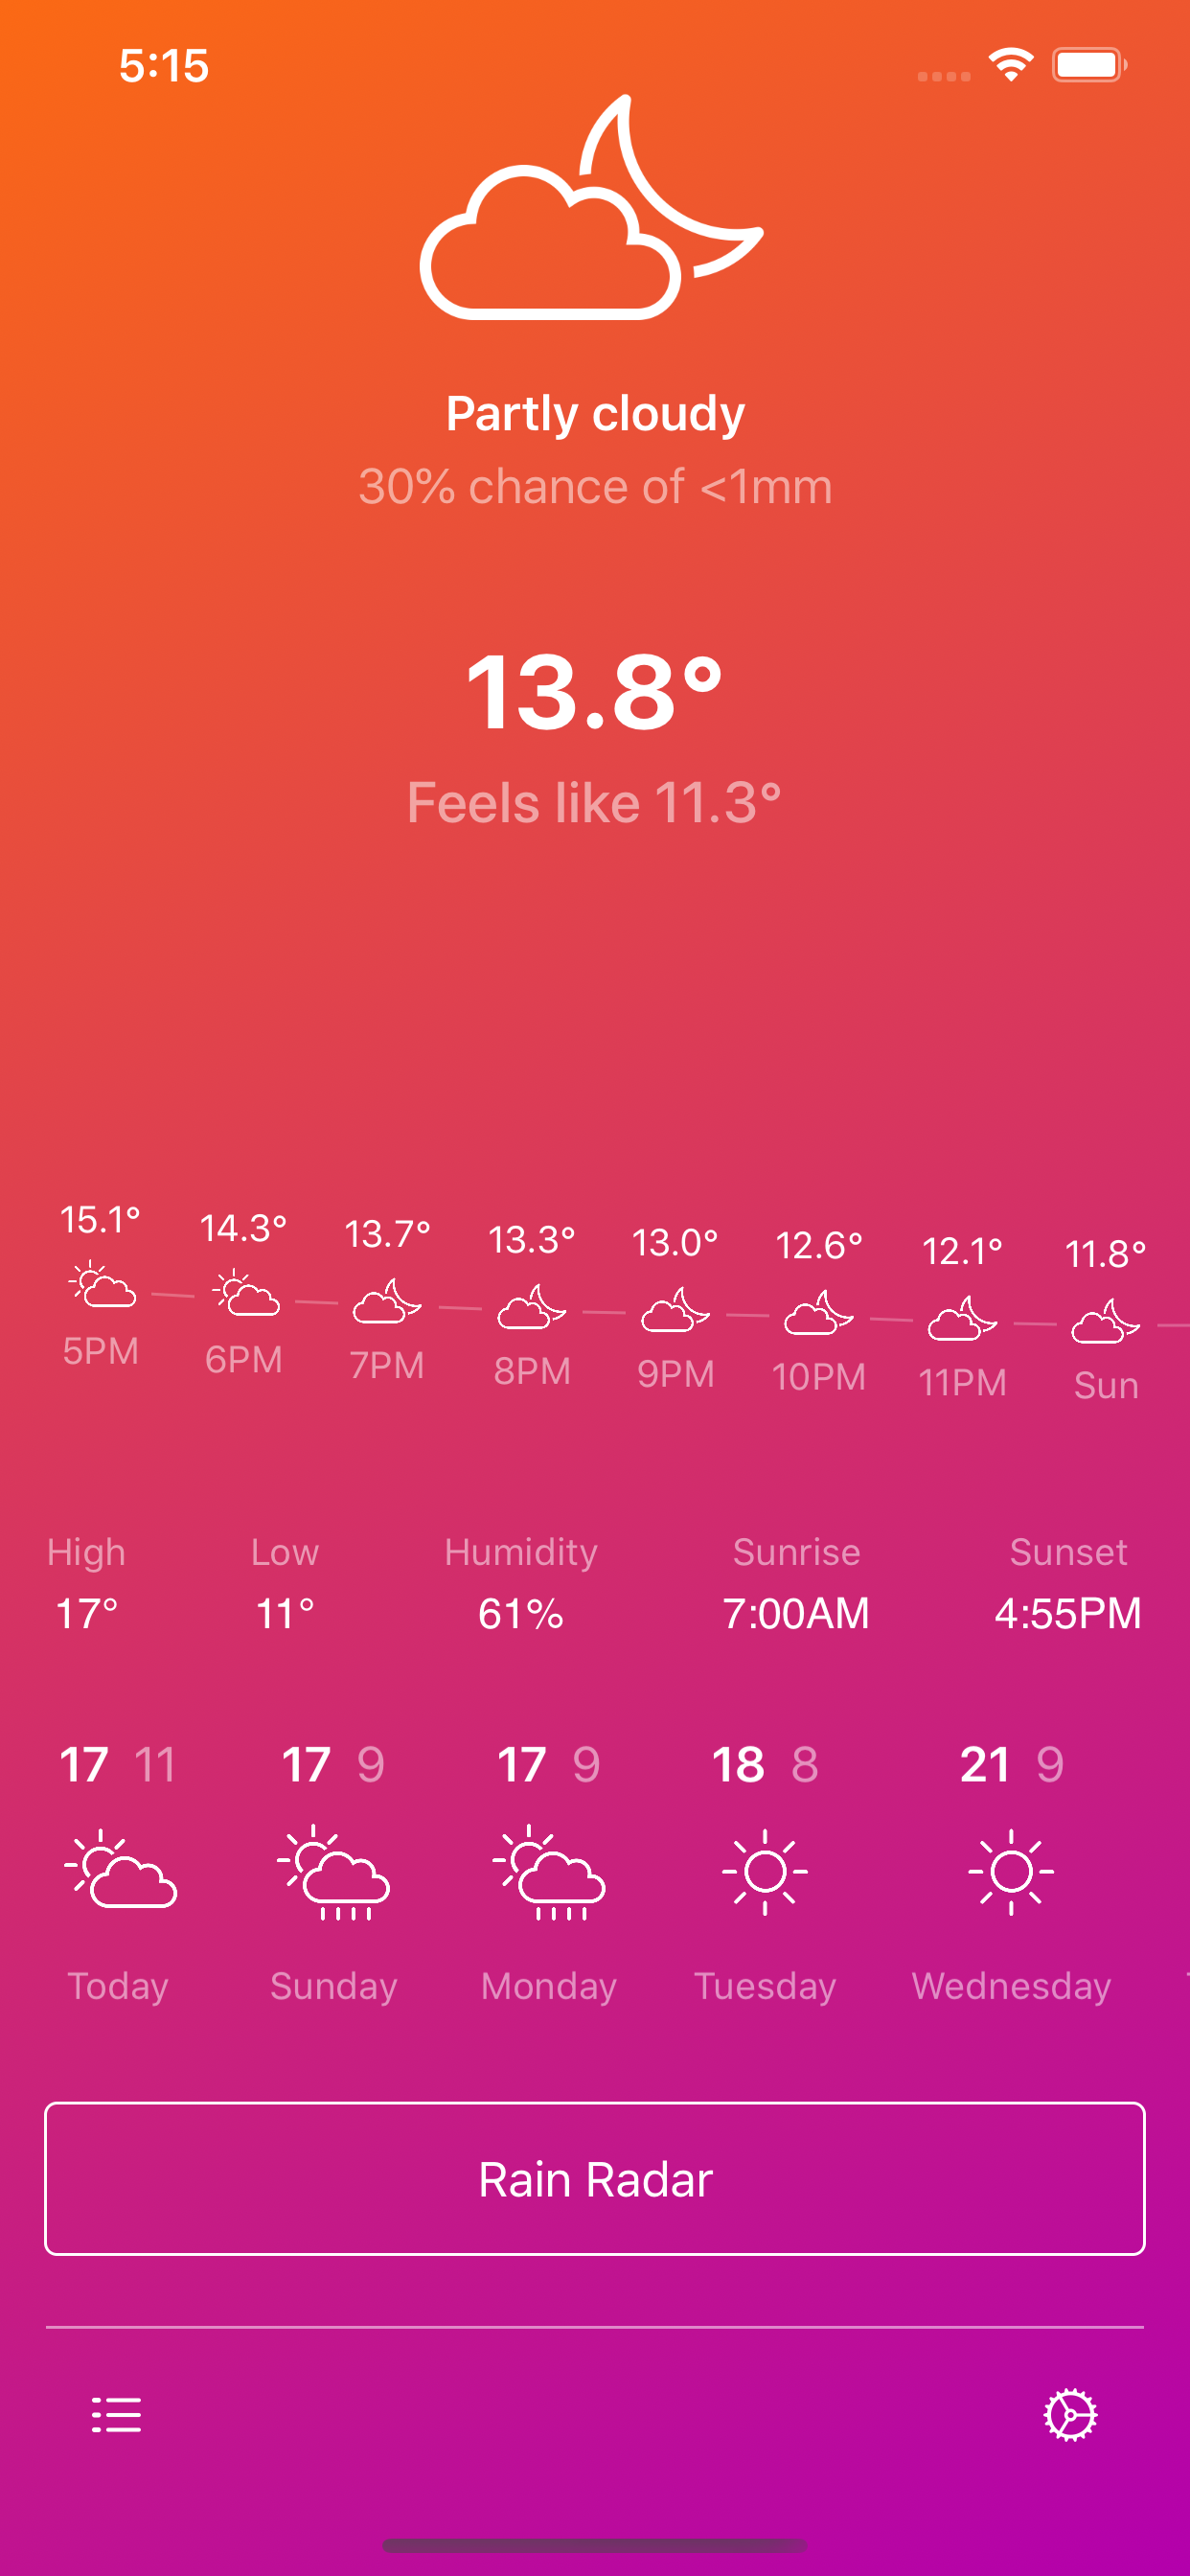 5:15
Partly cloudy
30% chance of <1mm
13.8°
Feels like 11.3°
15.1° 14.3° 13.7° 13.3° 13.0° 12.6° 12.1° 11.8°
5PM 6PM 7PM 8PM 9PM 10PM 11PM Sun
High Low Humidity Sunrise Sunset
17° 11° 61% 7:00AM 4:55PM
17 11 17 9 17 9 18 8 21 9
Today Sunday Monday Tuesday Wednesday
Rain Radar